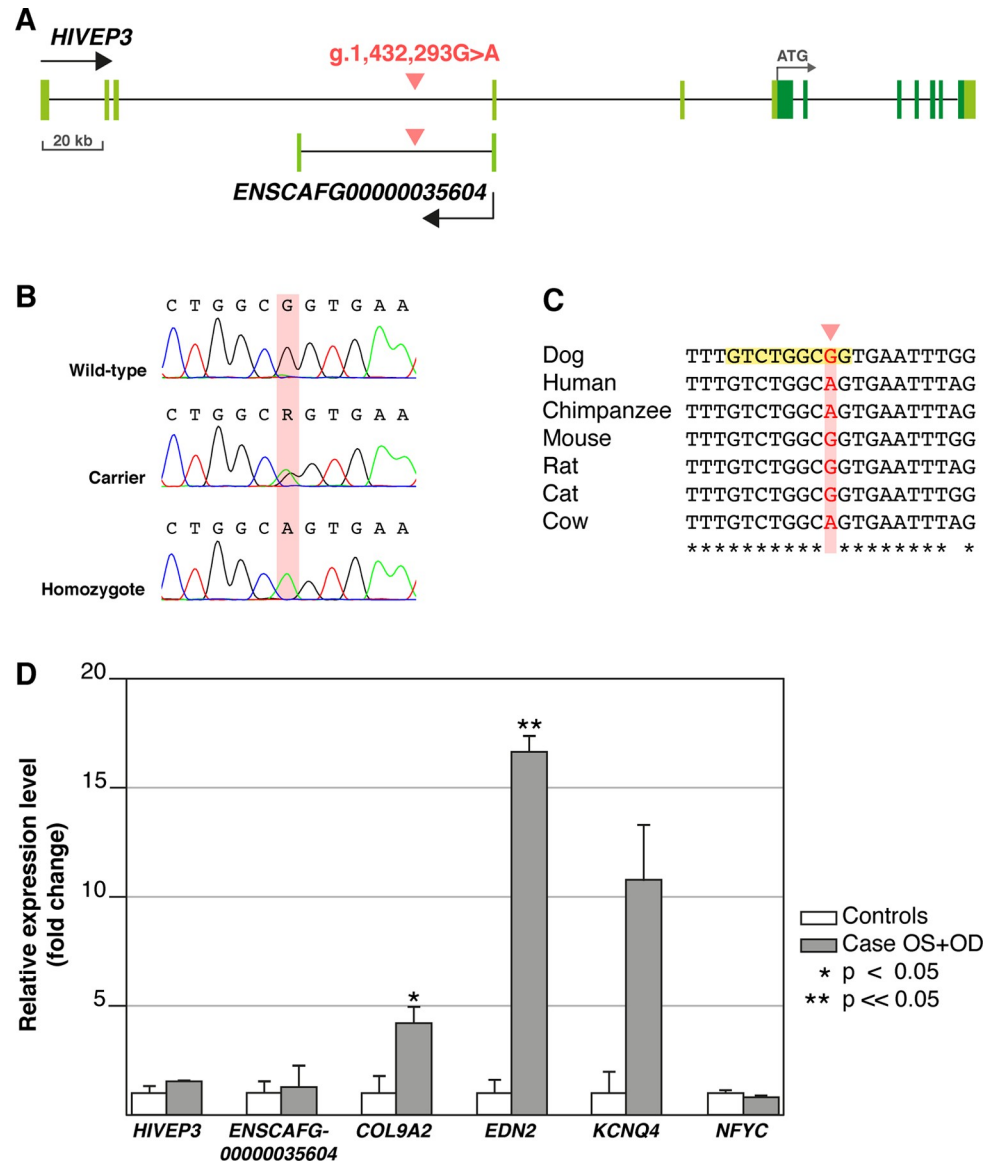 A
HIVEP3
g.1,432,293G>A
ATG
20 kb
ENSCAFG00000035604
B
C T G G C G G T G A A
Wild-type
C T G G C R G T G A A
Carrier
C T G G C A G T G A A
Homozygote
C
Dog TTTGTCTGGCGGTGAATTTGG
Human TTTGTCTGGCAGTGAATTTAG
Chimpanzee TTTGTCTGGCAGTGAATTTAG
Mouse TTTGTCTGGCGGTGAATTTGG
Rat TTTGTCTGGCGGTGAATTTAG
Cat TTTGTCTGGCGGTGAATTTGG
Cow TTTGTCTGGCAGTGAATTTAG
********** ******** *
D
Relative expression level
(fold change)
20
15
10
5
**
*
Controls
Case OS+OD
* p < 0.05
** p << 0.05
HIVEP3
ENSCAFG-
00000035604
COL9A2
EDN2
KCNQ4
NFYC